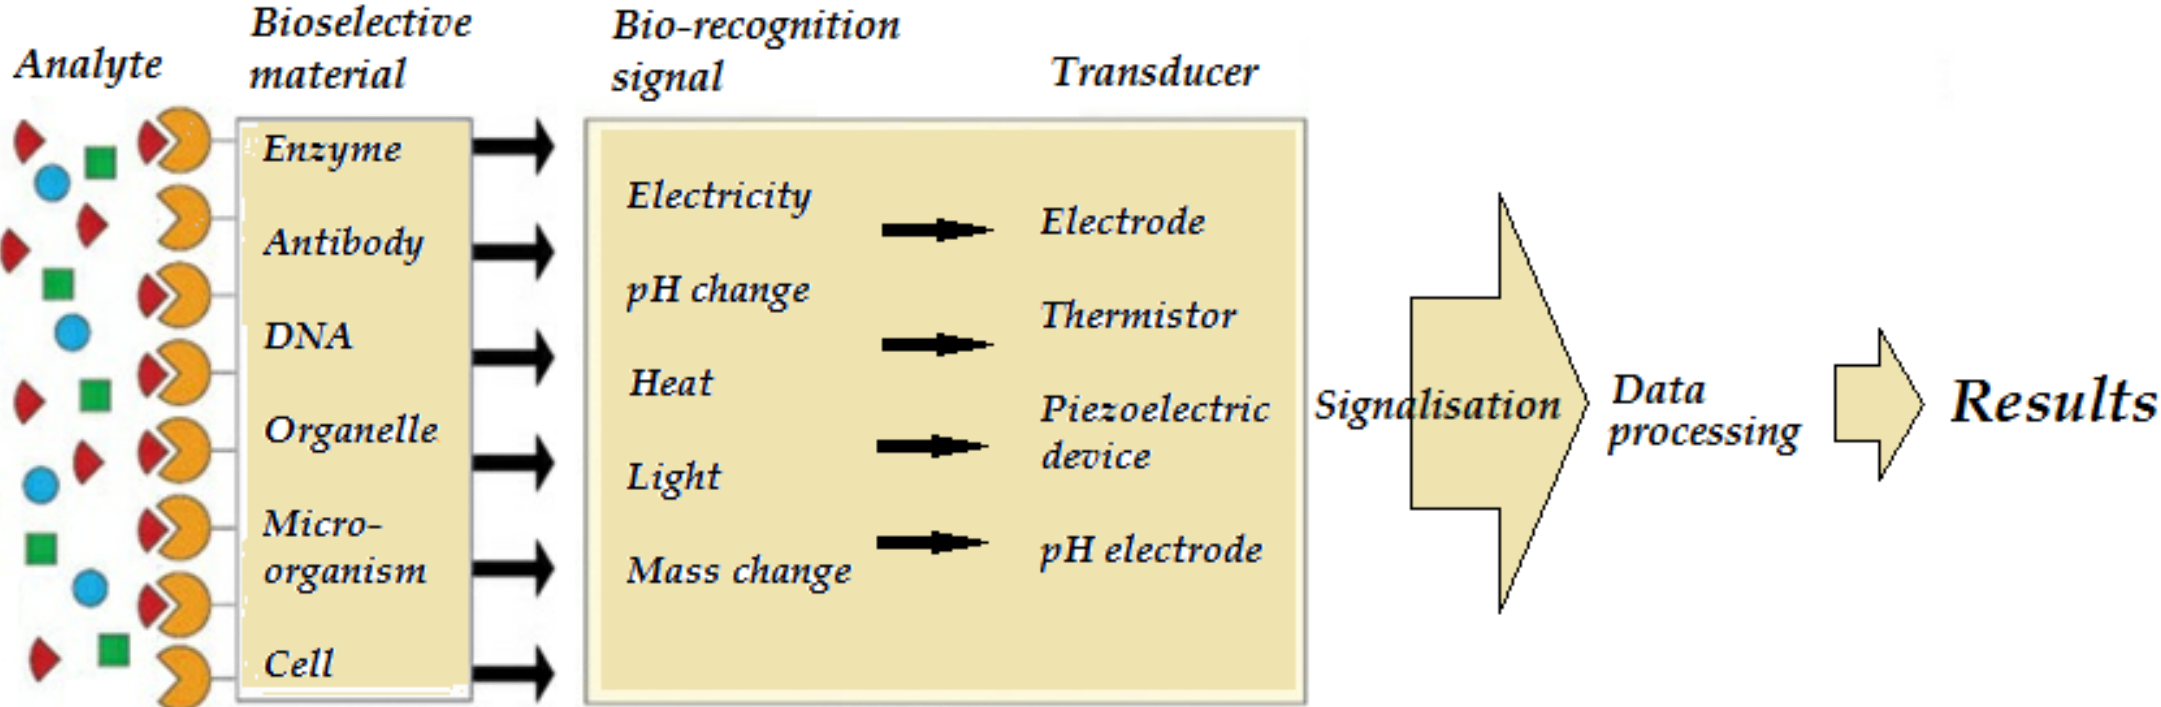 Analyte
Bioselective
material
Bio-recognition
signal
Transducer
Enzyme
Antibody
DNA
Organelle
Micro-
organism
Cell
Electricity
pH change
Heat
Light
Mass change
Electrode
Thermistor
Piezoelectric
device
pH electrode
Signalisation
Data
processing
Results